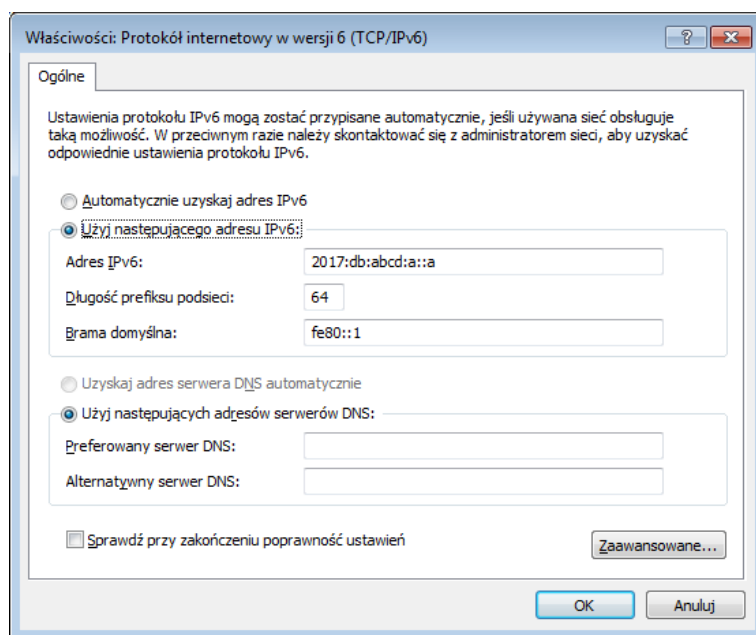 Właściwości: Protokół internetowy w wersji 6 (TCP/IPv6)
Ogólne
Ustawienia protokołu IPv6 mogą zostać przypisane automatycznie, jeśli używana sieć obsługuje
taką możliwość. W przeciwnym razie należy skontaktować się z administratorem sieci, aby uzyskać
odpowiednie ustawienia protokołu IPv6.
Automatycznie uzyskaj adres IPv6
Użyj następującego adresu IPv6:
Adres IPv6: 2017:db:abcd:a::a
Długość prefiksu podsieci: 64
Brama domyślna: fe80::1
Uzyskaj adres serwera DNS automatycznie
Użyj następujących adresów serwerów DNS:
Preferowany serwer DNS:
Alternatywny serwer DNS:
Sprawdź przy zakończeniu poprawność ustawień
Zaawansowane...
OK Anuluj